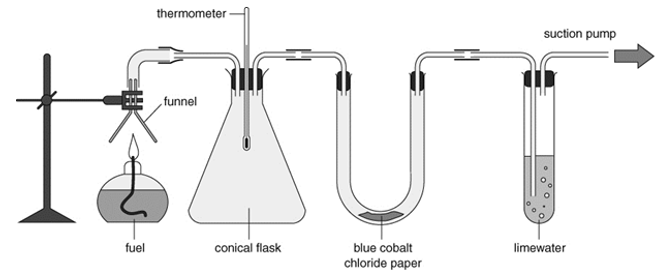 thermometer
suction pump
funnel
fuel
conical flask
blue cobalt
chloride paper
limewater